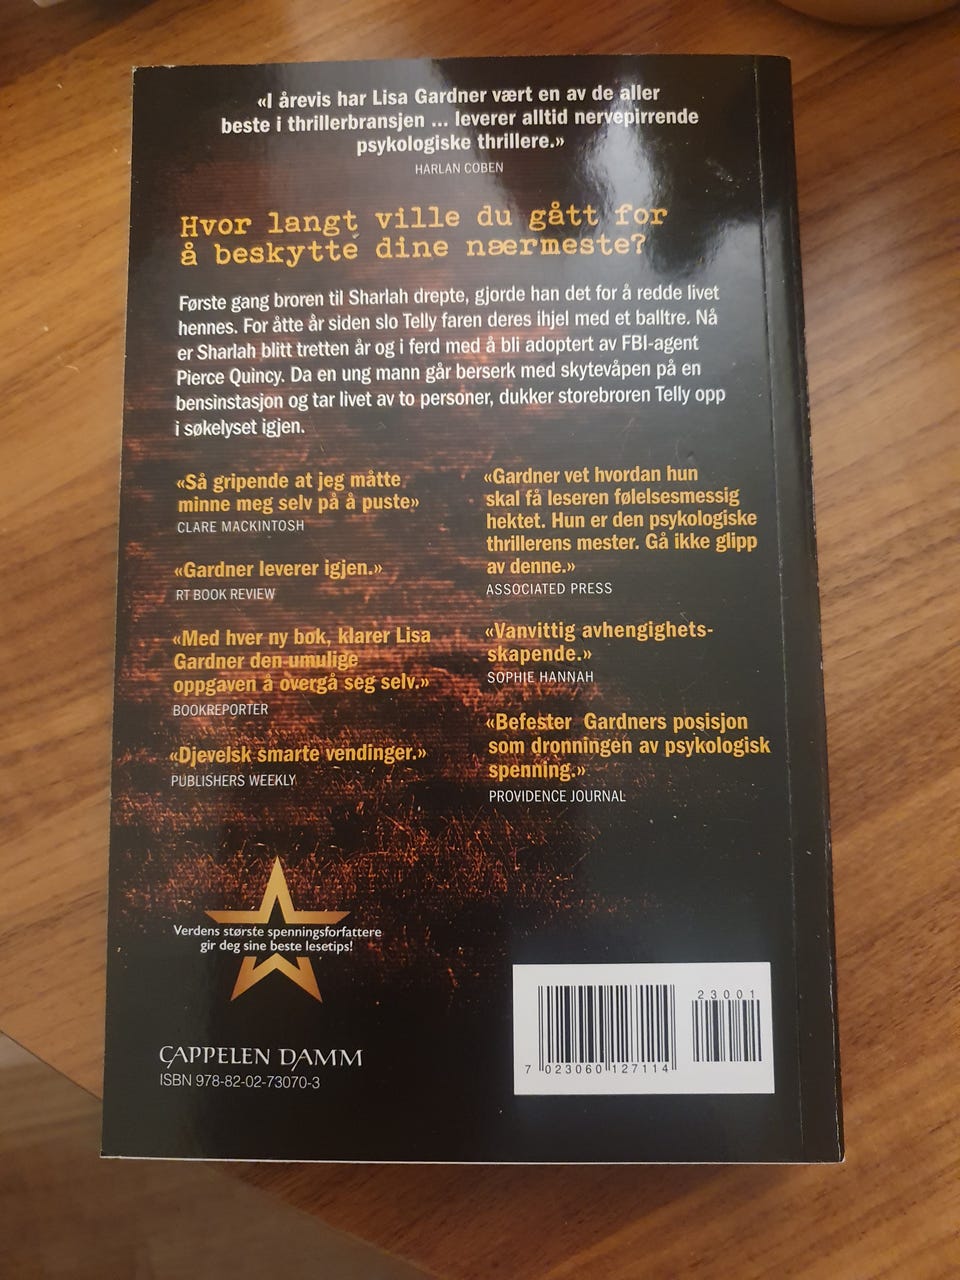 «I årevis har Lisa Gardner vært en av de aller
beste i thrillerbransjen ... leverer alltid nervepirrende
psykologiske thrillere.»
HARLAN COBEN
Hvor langt ville du gått for
å beskytte dine nærmeste?
Første gang broren til Sharlah drepte, gjorde han det for å redde livet
hennes. For åtte år siden slo Telly faren deres ihjel med et balltre. Nå
er Sharlah blitt tretten år og i ferd med å bli adoptert av FBI-agent
Pierce Quincy. Da en ung mann går berserk med skytevåpen på en
bensinstasjon og tar livet av to personer, dukker storebroren Telly opp
i søkelyset igjen.
«Så gripende at jeg måtte
minne meg selv på å puste»
CLARE MACKINTOSH
«Gardner leverer igjen.»
RT BOOK REVIEW
«Med hver ny bok, klarer Lisa
Gardner den umulige
oppgaven å overgå seg selv.»
BOOKREPORTER
«Djevelsk smarte vendinger.»
PUBLISHERS WEEKLY
«Gardner vet hvordan hun
skal få leseren følelsesmessig
hektet. Hun er den psykologiske
thrillerens mester. Gå ikke glipp
av denne.»
ASSOCIATED PRESS
«Vanvittig avhengighets-
skapende.»
SOPHIE HANNAH
«Befester Gardners posisjon
som dronningen av psykologisk
spenning.»
PROVIDENCE JOURNAL
Verdens største spenningsforfattere
gir deg sine beste lesetips!
CAPPELEN DAMM
ISBN 978-82-02-73070-3
23001
7 023060 127114